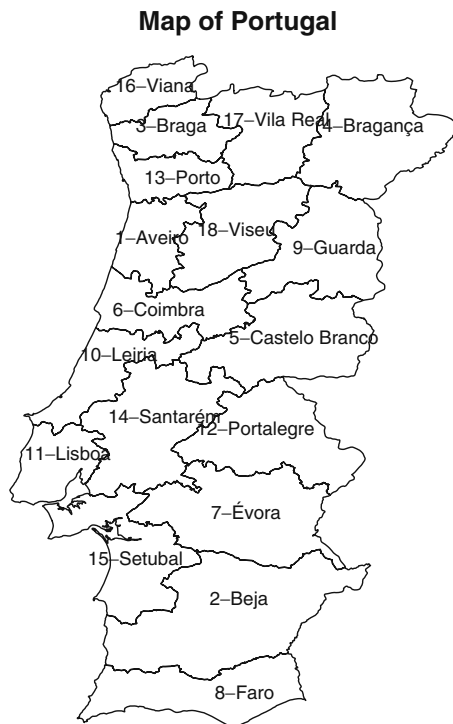 Map of Portugal
16–Viana
3–Braga
17–Vila Real
4–Bragança
13–Porto
1–Aveiro
18–Viseu
9–Guarda
6–Coimbra
5–Castelo Branco
10–Leiria
14–Santarém
12–Portalegre
11–Lisboa
7–Évora
15–Setubal
2–Beja
8–Faro